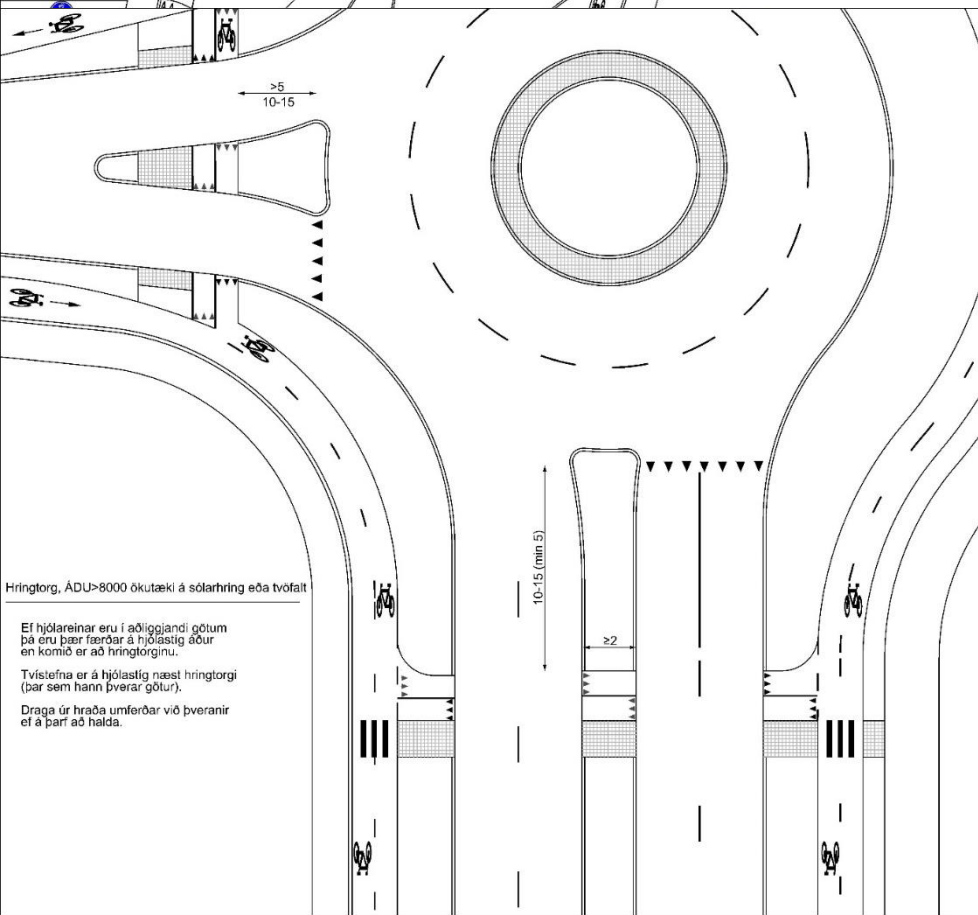 >5
10-15
10-15 (min 5)
≥2
Hringtorg, ÁDU>8000 ökutæki á sólarhring eða tvöfalt
Ef hjólareinar eru í aðliggjandi götum
þá eru þær færðar á hjólastig áður
en komið er að hringtorginu.
Tvístefna er á hjólastíg næst hringtorgi
(þar sem hann þverar götur).
Draga úr hraða umferðar við þveranir
ef á þarf að halda.